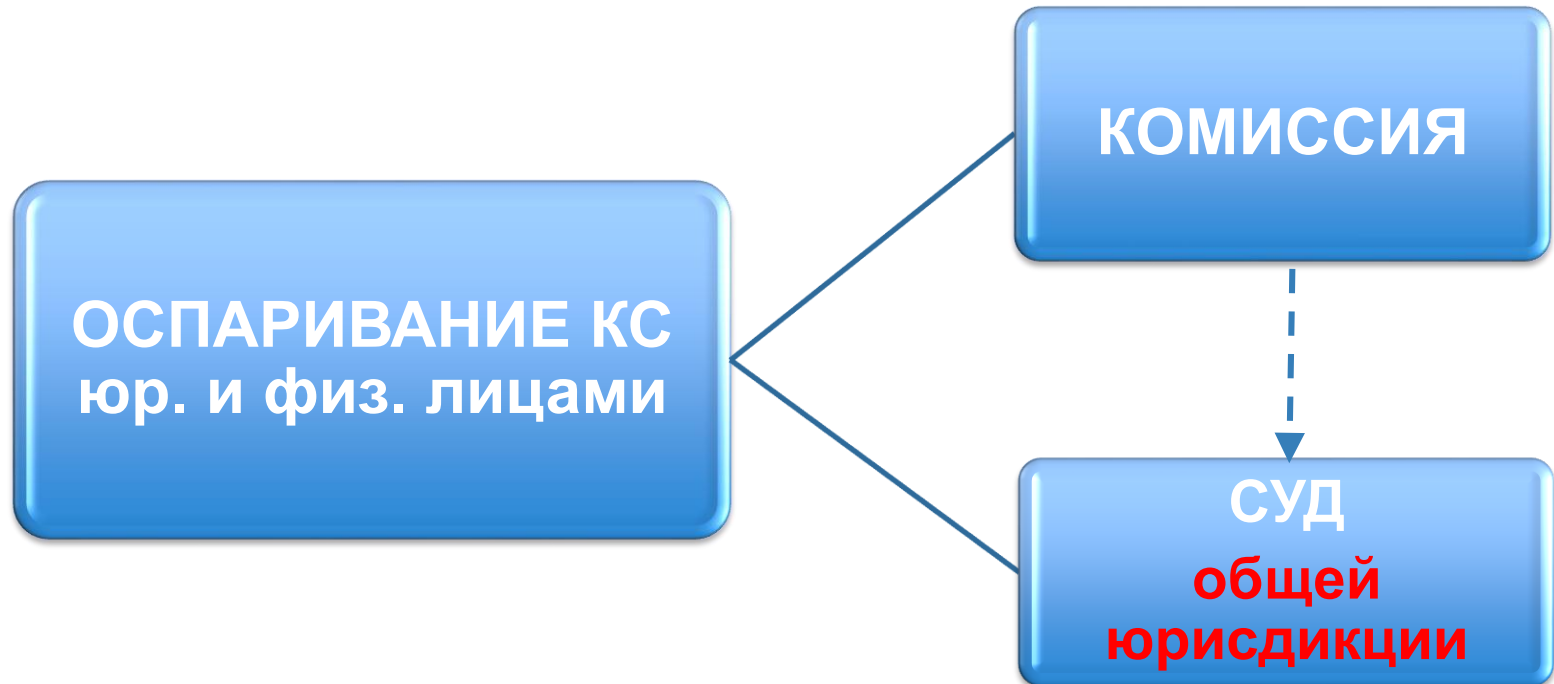 КОМИССИЯ
ОСПАРИВАНИЕ КС
юр. и физ. лицами
СУД
общей
юрисдикции